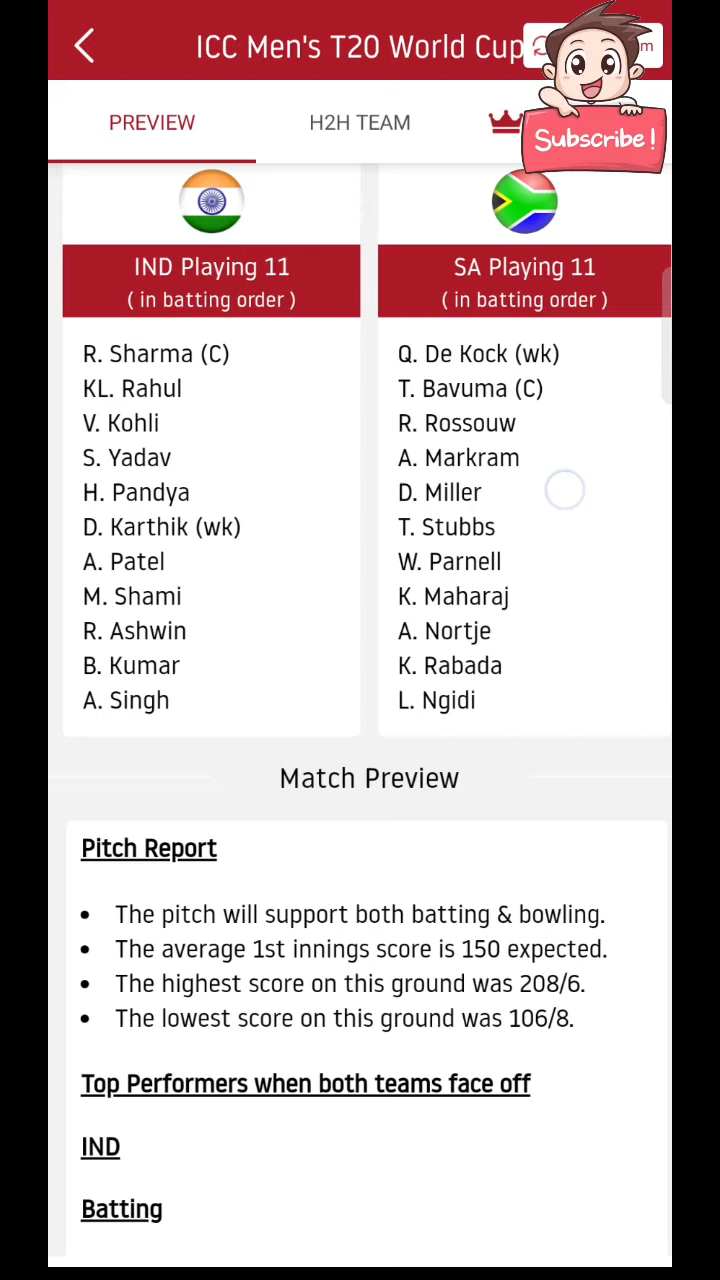 ICC Men's T20 World Cup
m
Subscribe!
PREVIEW
H2H TEAM
IND Playing 11
( in batting order )
R. Sharma (C)
KL. Rahul
V. Kohli
S. Yadav
H. Pandya
D. Karthik (wk)
A. Patel
M. Shami
R. Ashwin
B. Kumar
A. Singh
SA Playing 11
( in batting order )
Q. De Kock (wk)
T. Bavuma (C)
R. Rossouw
A. Markram
D. Miller
T. Stubbs
W. Parnell
K. Maharaj
A. Nortje
K. Rabada
L. Ngidi
Match Preview
Pitch Report
• The pitch will support both batting & bowling.
• The average 1st innings score is 150 expected.
• The highest score on this ground was 208/6.
• The lowest score on this ground was 106/8.
Top Performers when both teams face off
IND
Batting